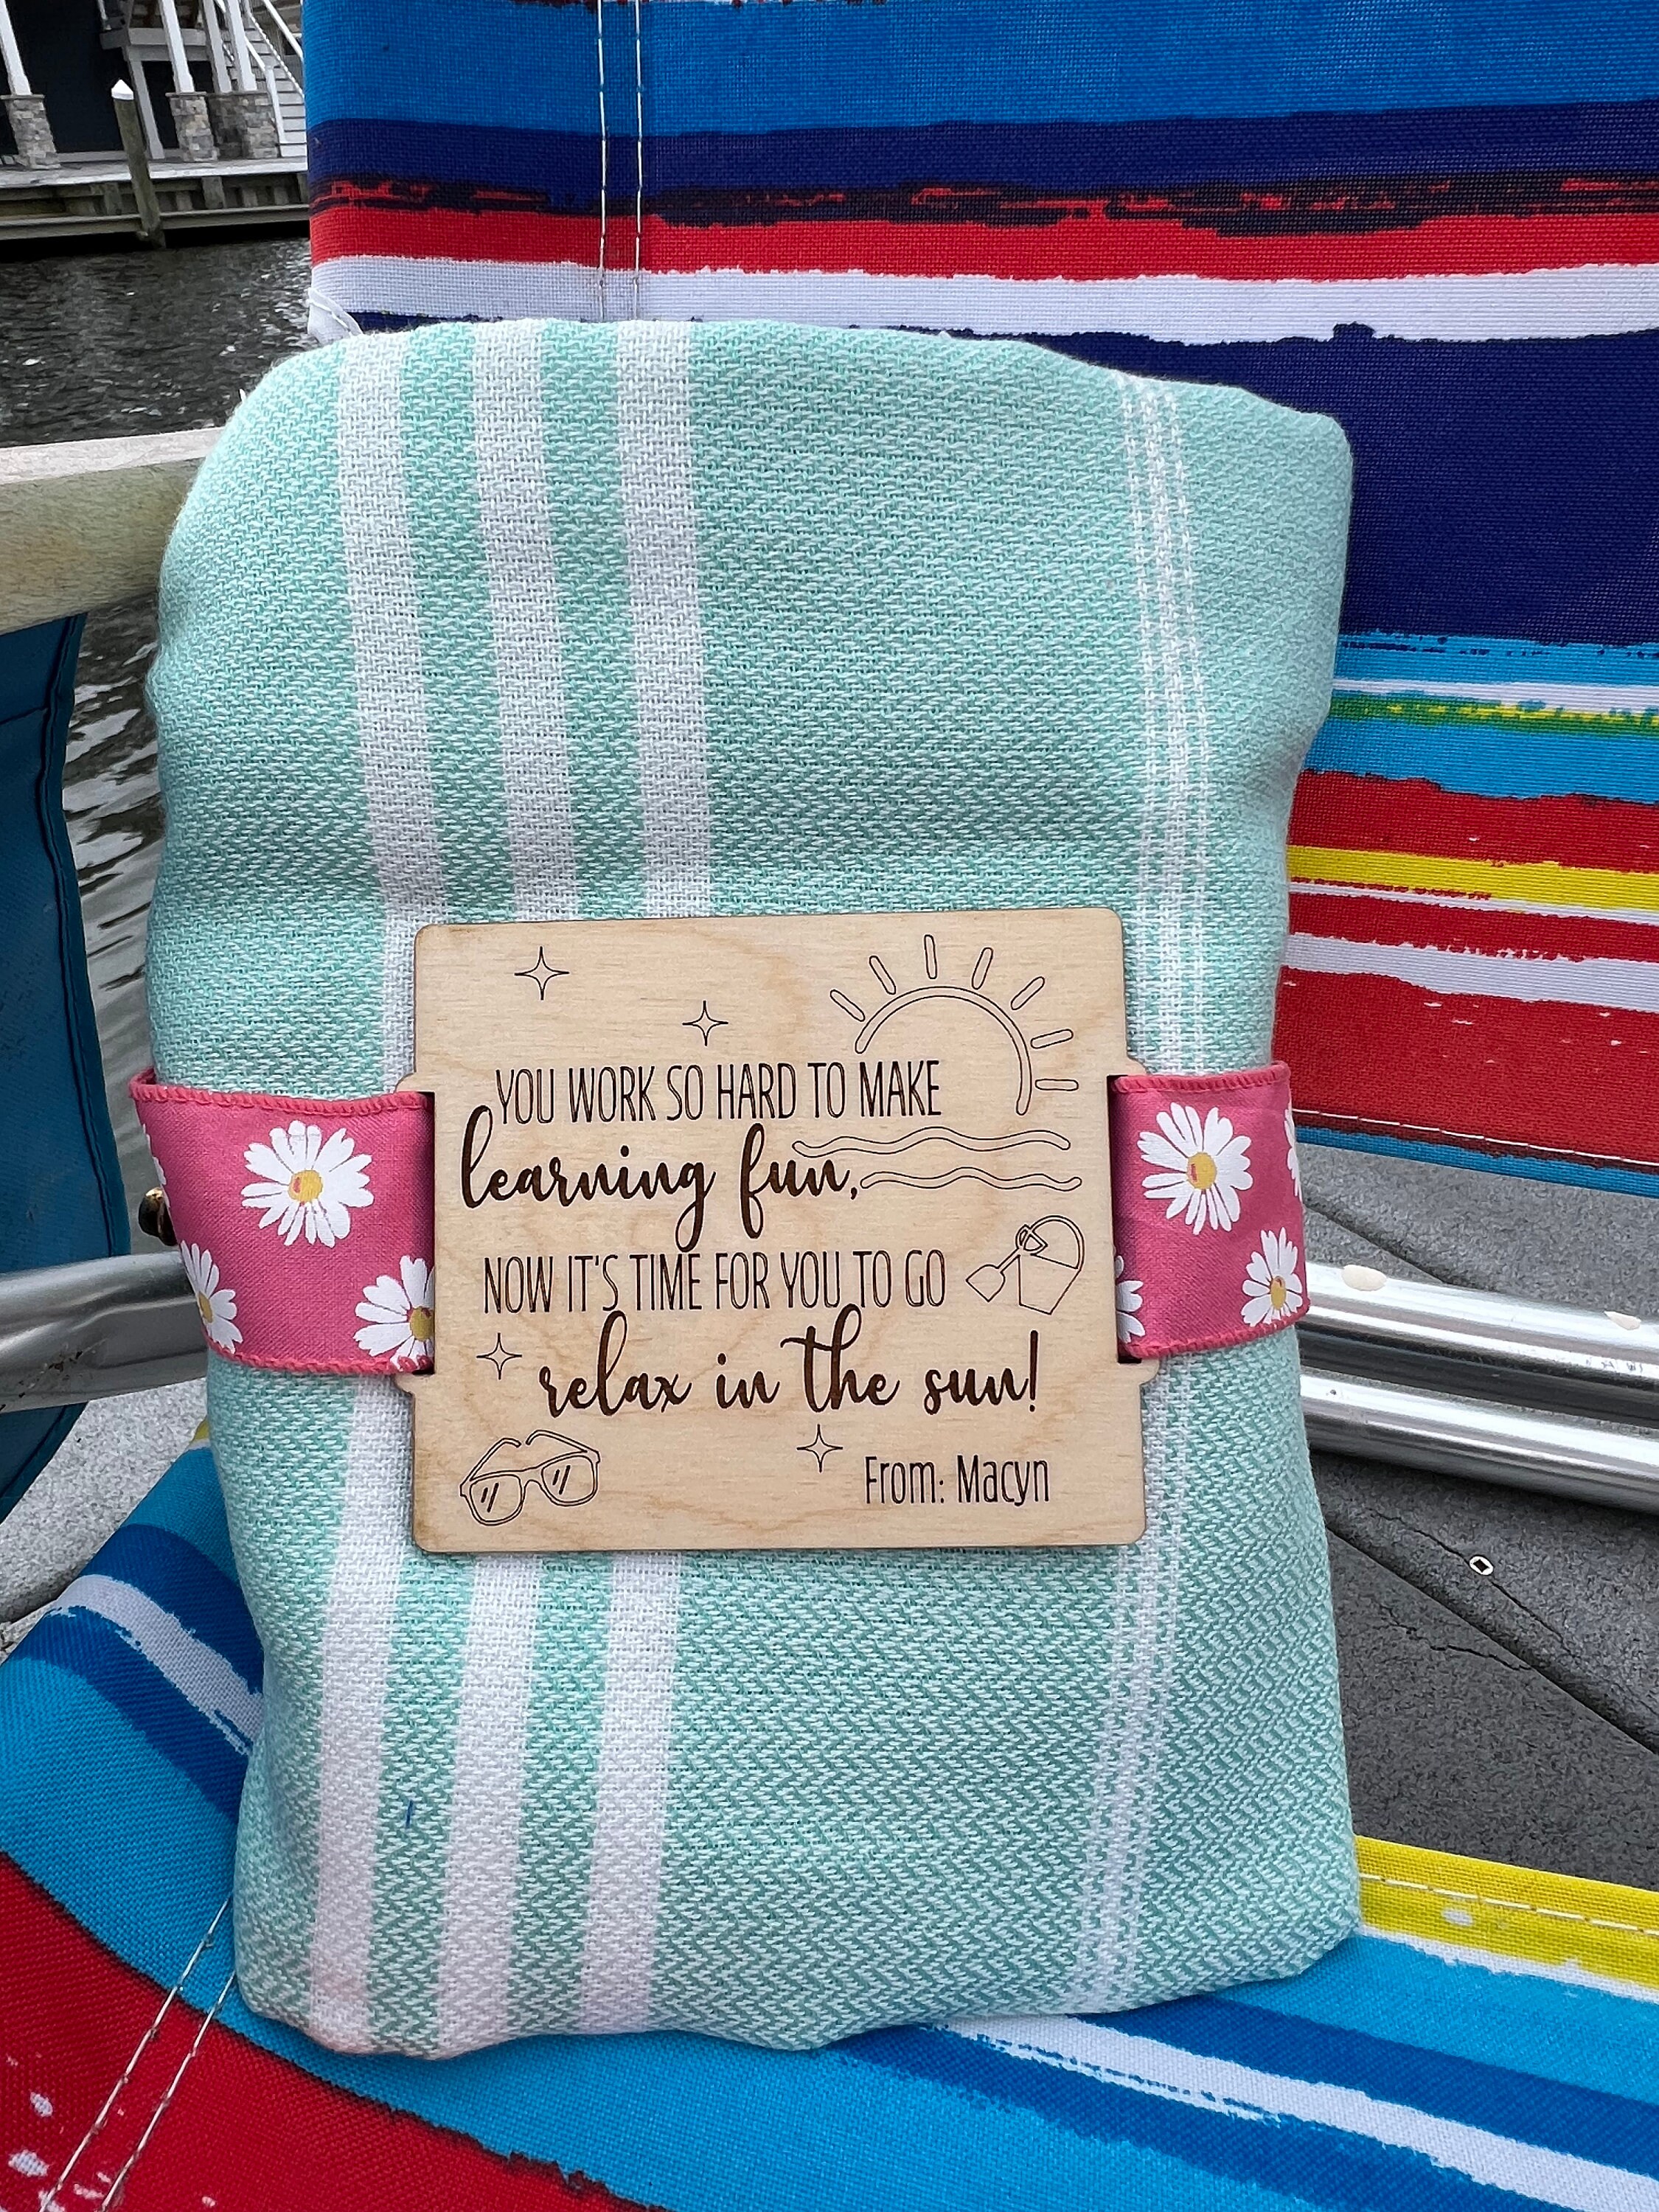 YOU WORK SO HARD TO MAKE
learning fun,
NOW IT'S TIME FOR YOU TO GO
relax in the sun!
From: Macyn